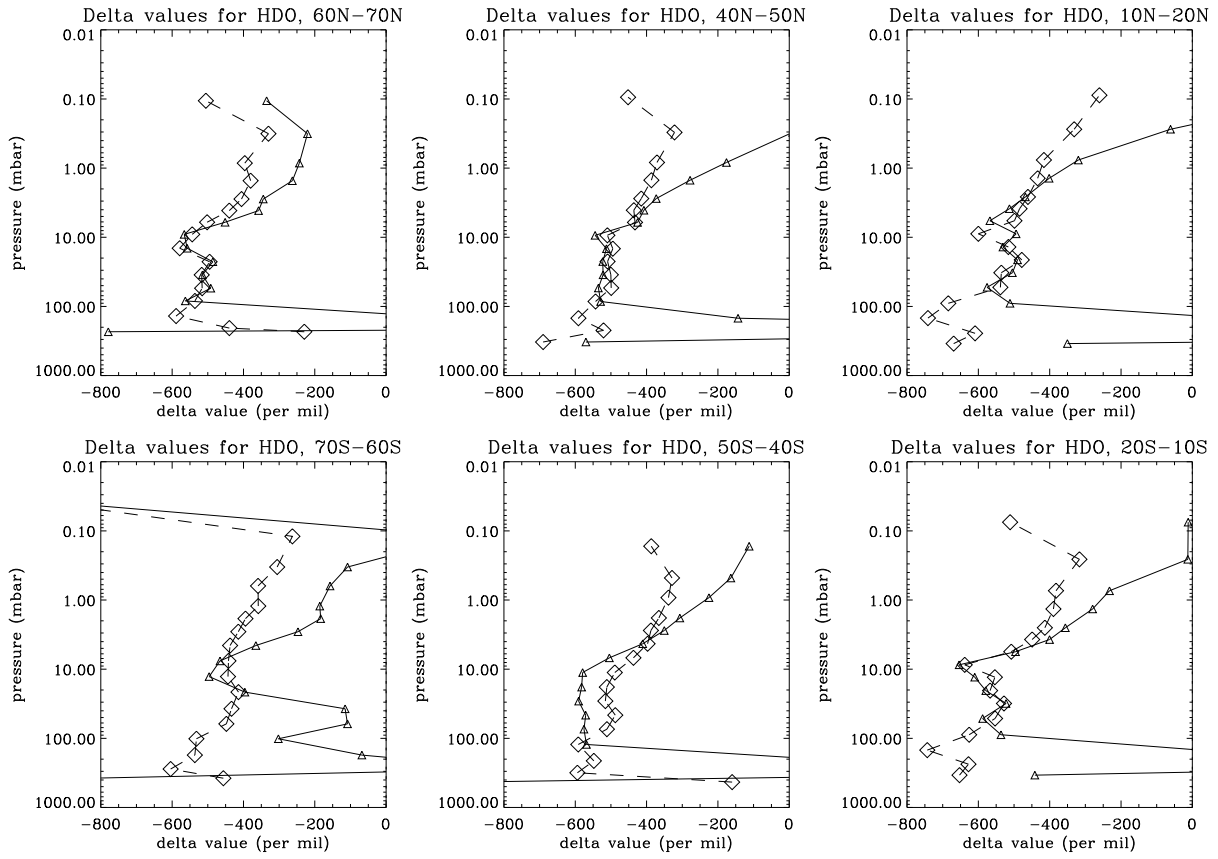 Delta values for HDO, 60N−70N
0.01
0.10
1.00
10.00
100.00
1000.00
pressure (mbar)
−800 −600 −400 −200 0
delta value (per mil)
Delta values for HDO, 40N−50N
0.01
0.10
1.00
10.00
100.00
1000.00
pressure (mbar)
−800 −600 −400 −200 0
delta value (per mil)
Delta values for HDO, 10N−20N
0.01
0.10
1.00
10.00
100.00
1000.00
pressure (mbar)
−800 −600 −400 −200 0
delta value (per mil)
Delta values for HDO, 70S−60S
0.01
0.10
1.00
10.00
100.00
1000.00
pressure (mbar)
−800 −600 −400 −200 0
delta value (per mil)
Delta values for HDO, 50S−40S
0.01
0.10
1.00
10.00
100.00
1000.00
pressure (mbar)
−800 −600 −400 −200 0
delta value (per mil)
Delta values for HDO, 20S−10S
0.01
0.10
1.00
10.00
100.00
1000.00
pressure (mbar)
−800 −600 −400 −200 0
delta value (per mil)